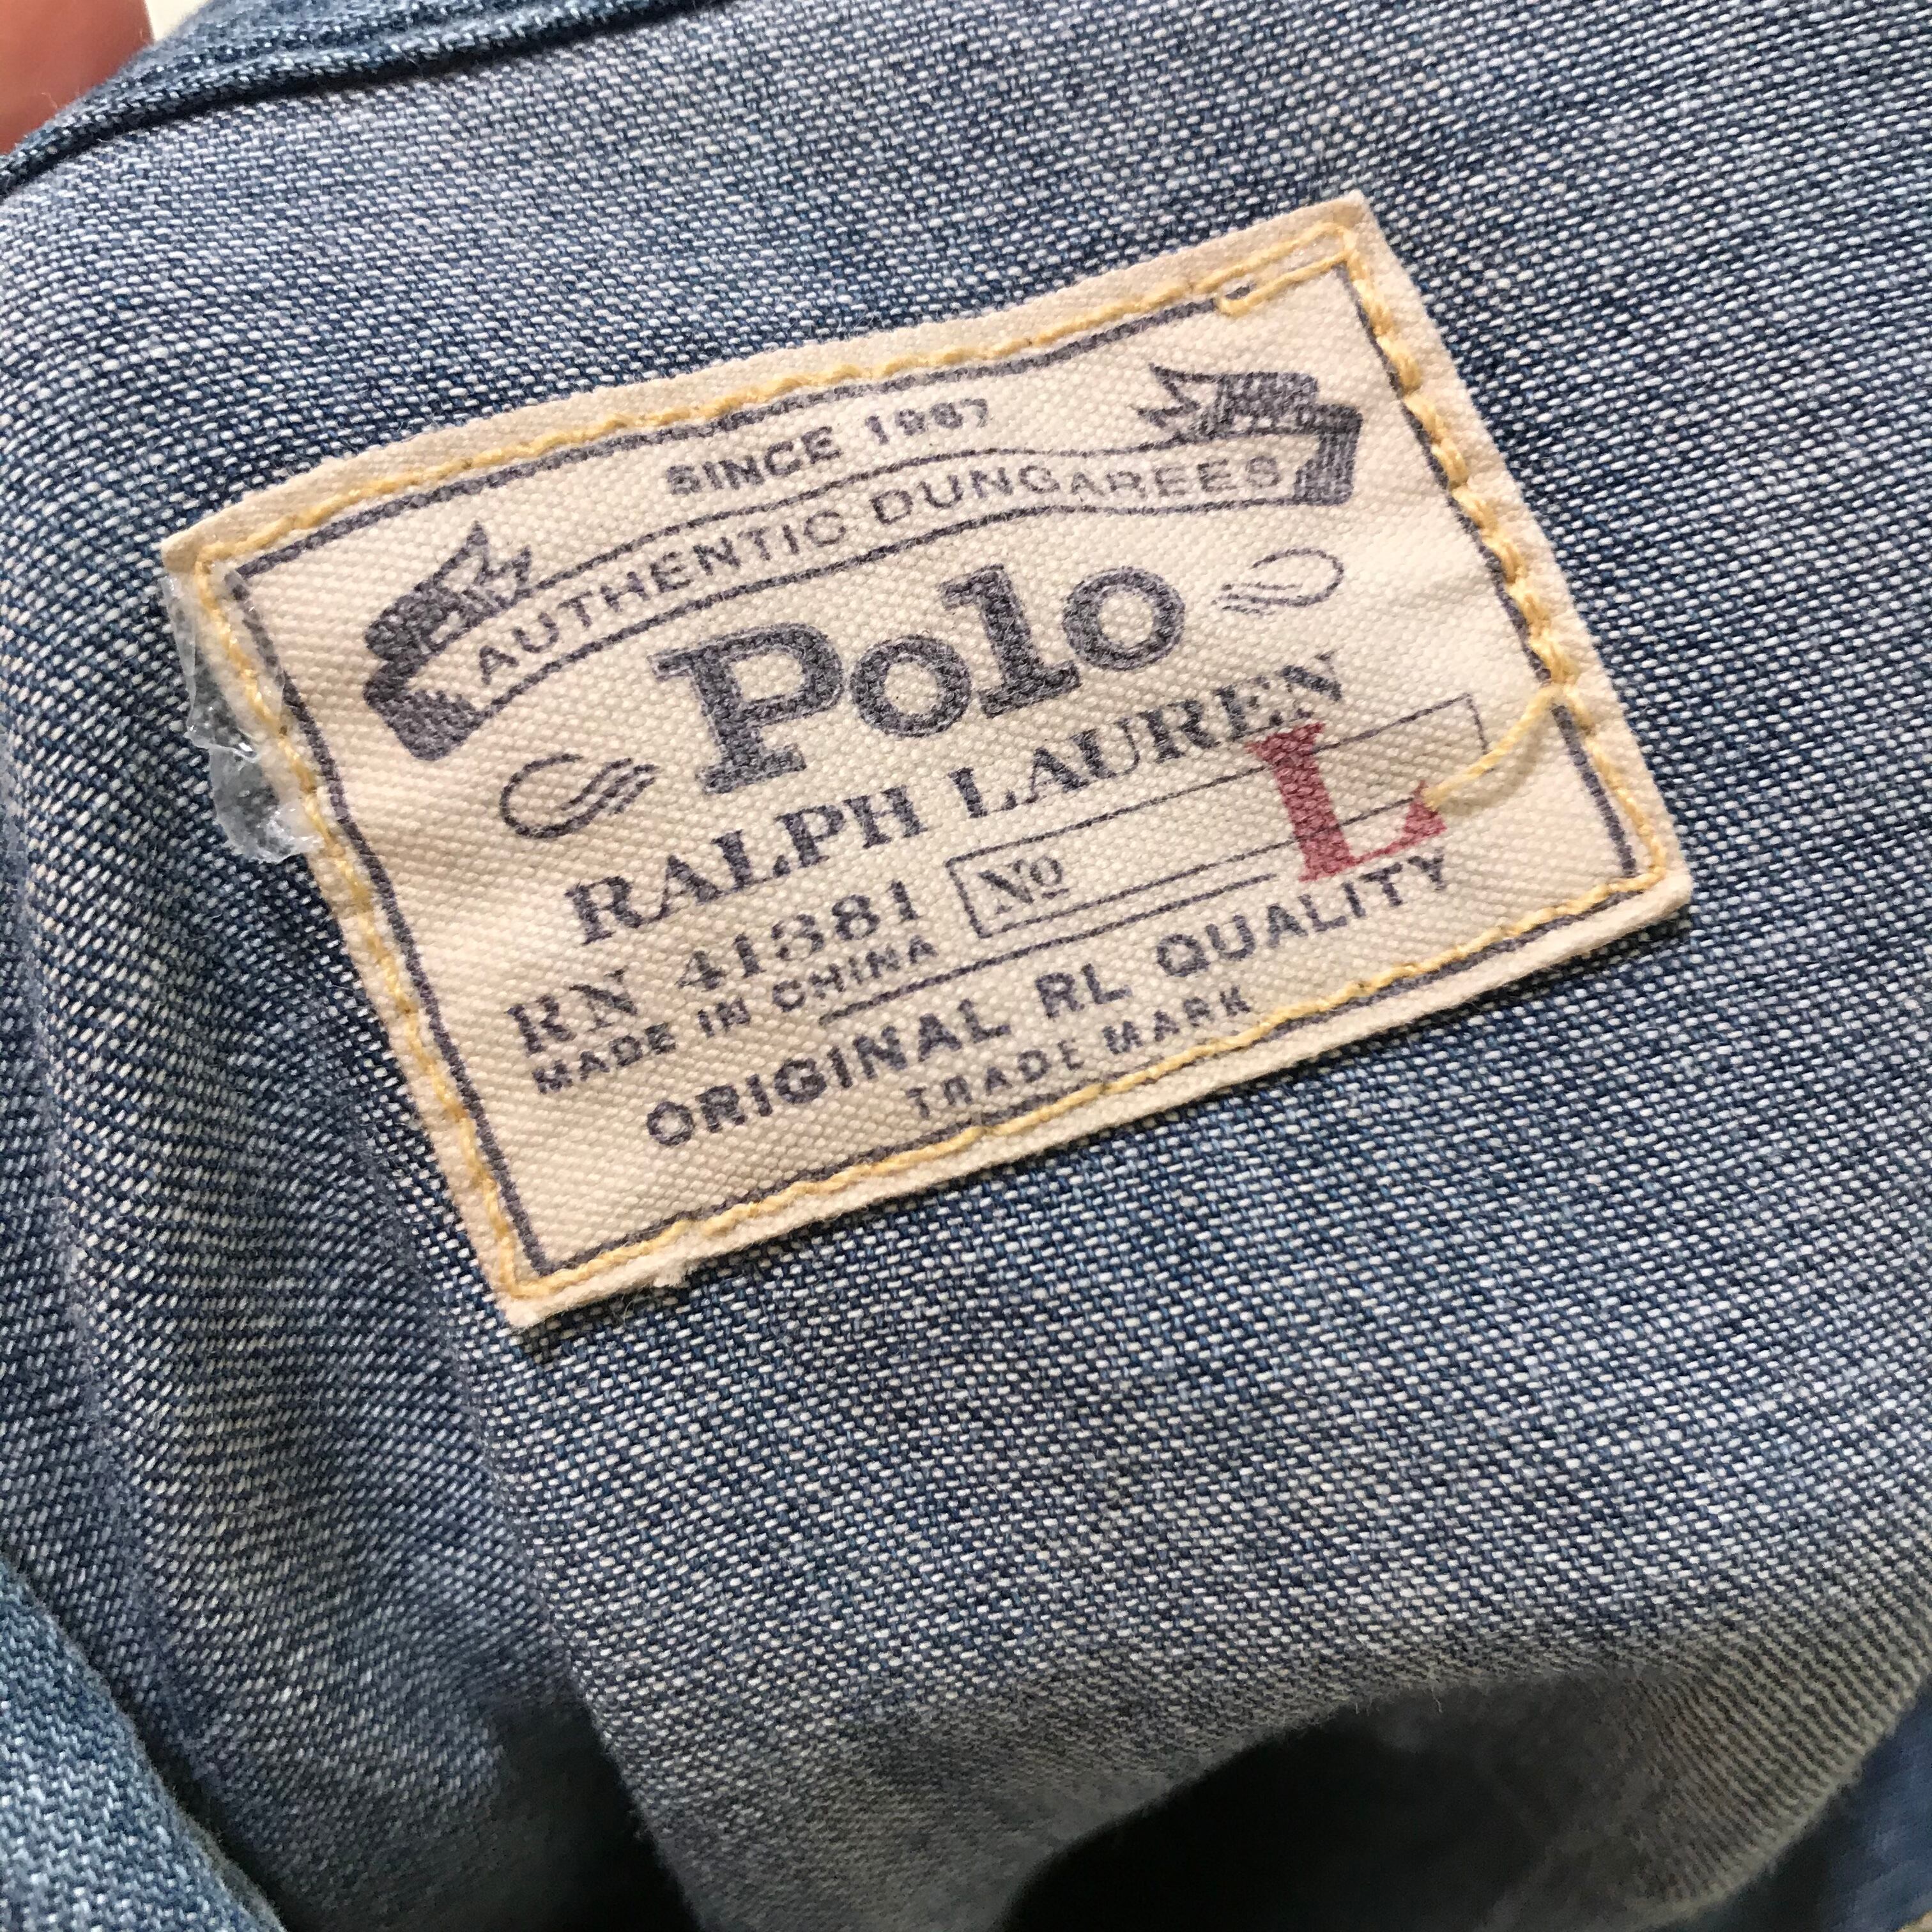 SINCE 1967
AUTHENTIC DUNGAREES
Polo
RALPH LAUREN
RN 41381 No L
MADE IN CHINA
ORIGINAL RL QUALITY
TRADE MARK